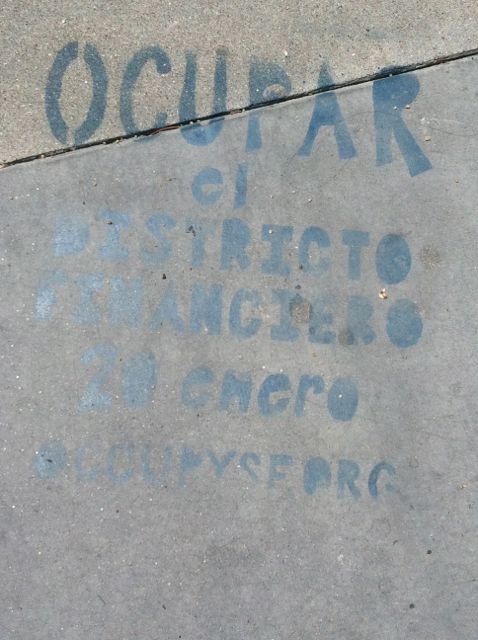 OCUPAR
el
DISTRICTO
FINANCIERO
20 enero
OCCUPYSF.ORG